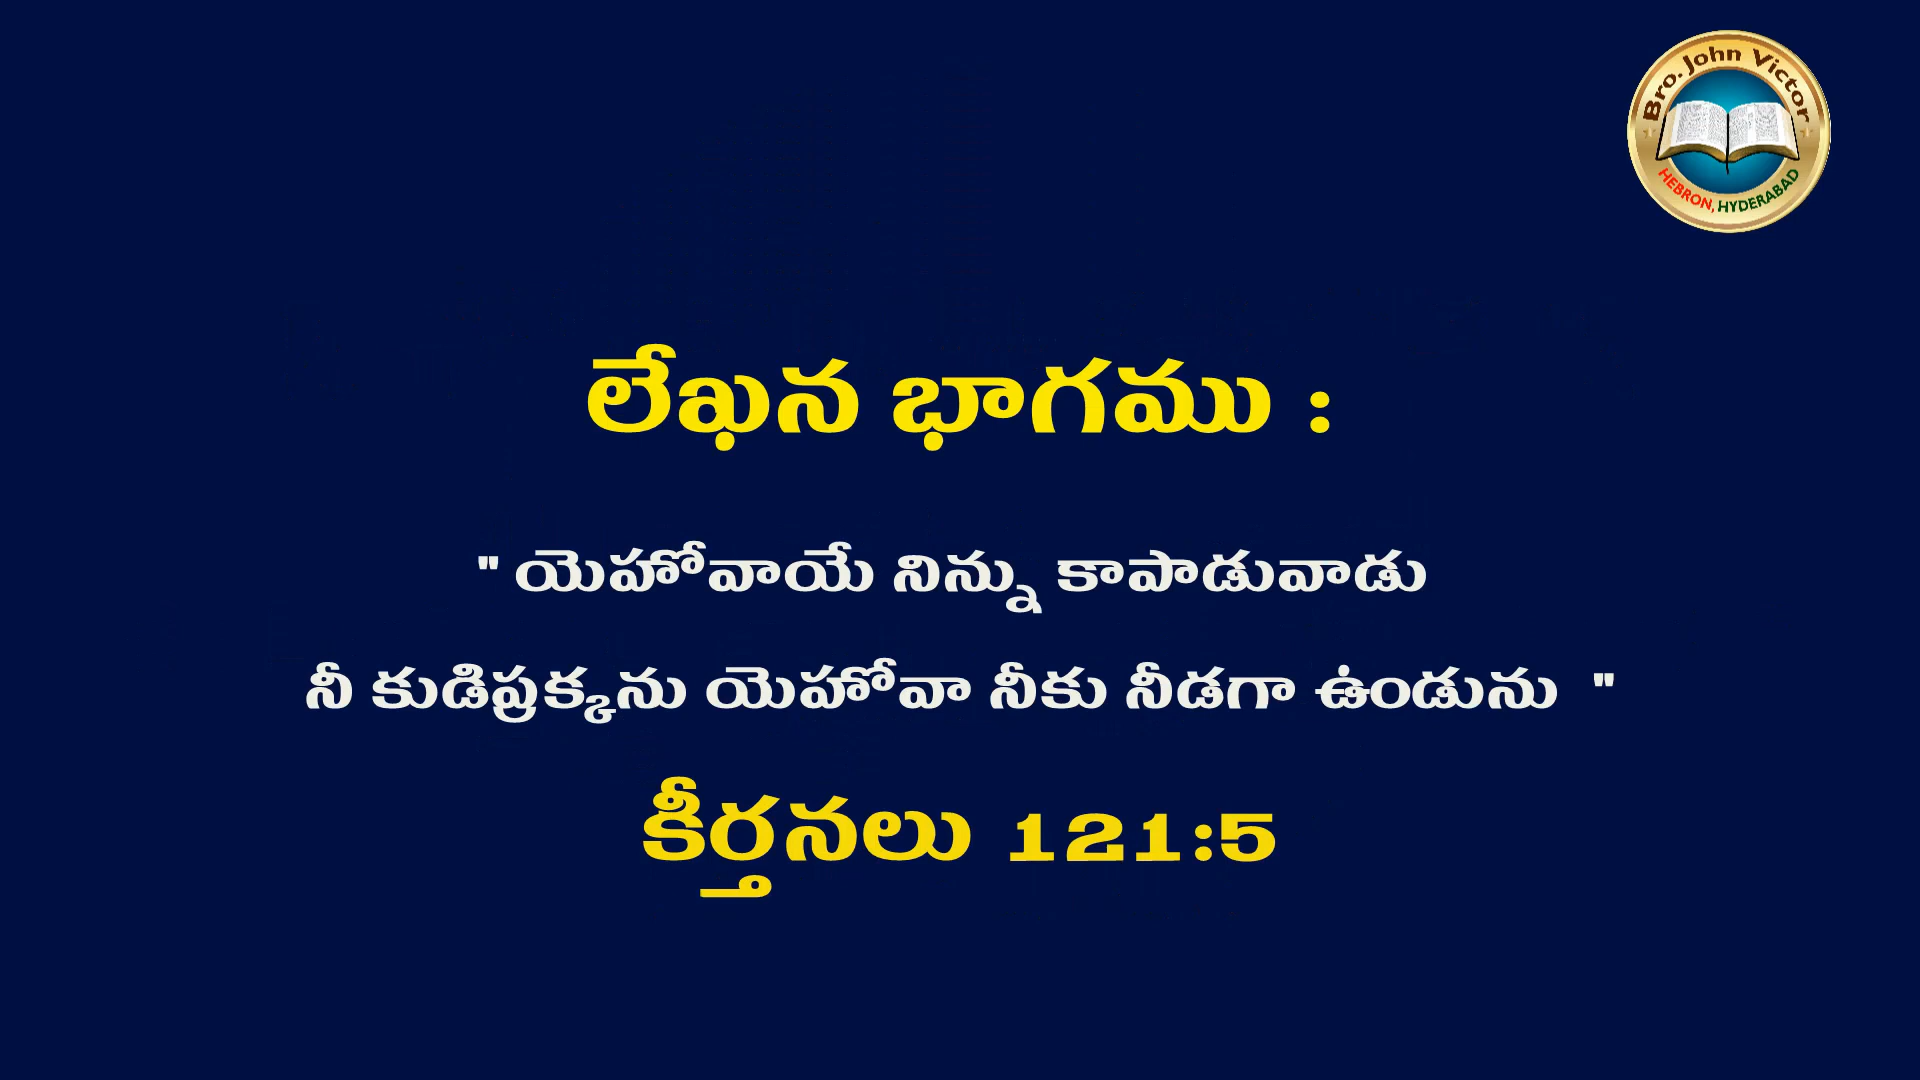 Bro. John Victor
HEBRON, HYDERABAD
లేఖన భాగము :
" యెహోవాయే నిన్ను కాపాడువాడు
నీ కుడిప్రక్కను యెహోవా నీకు నీడగా ఉండును "
కీర్తనలు 121:5